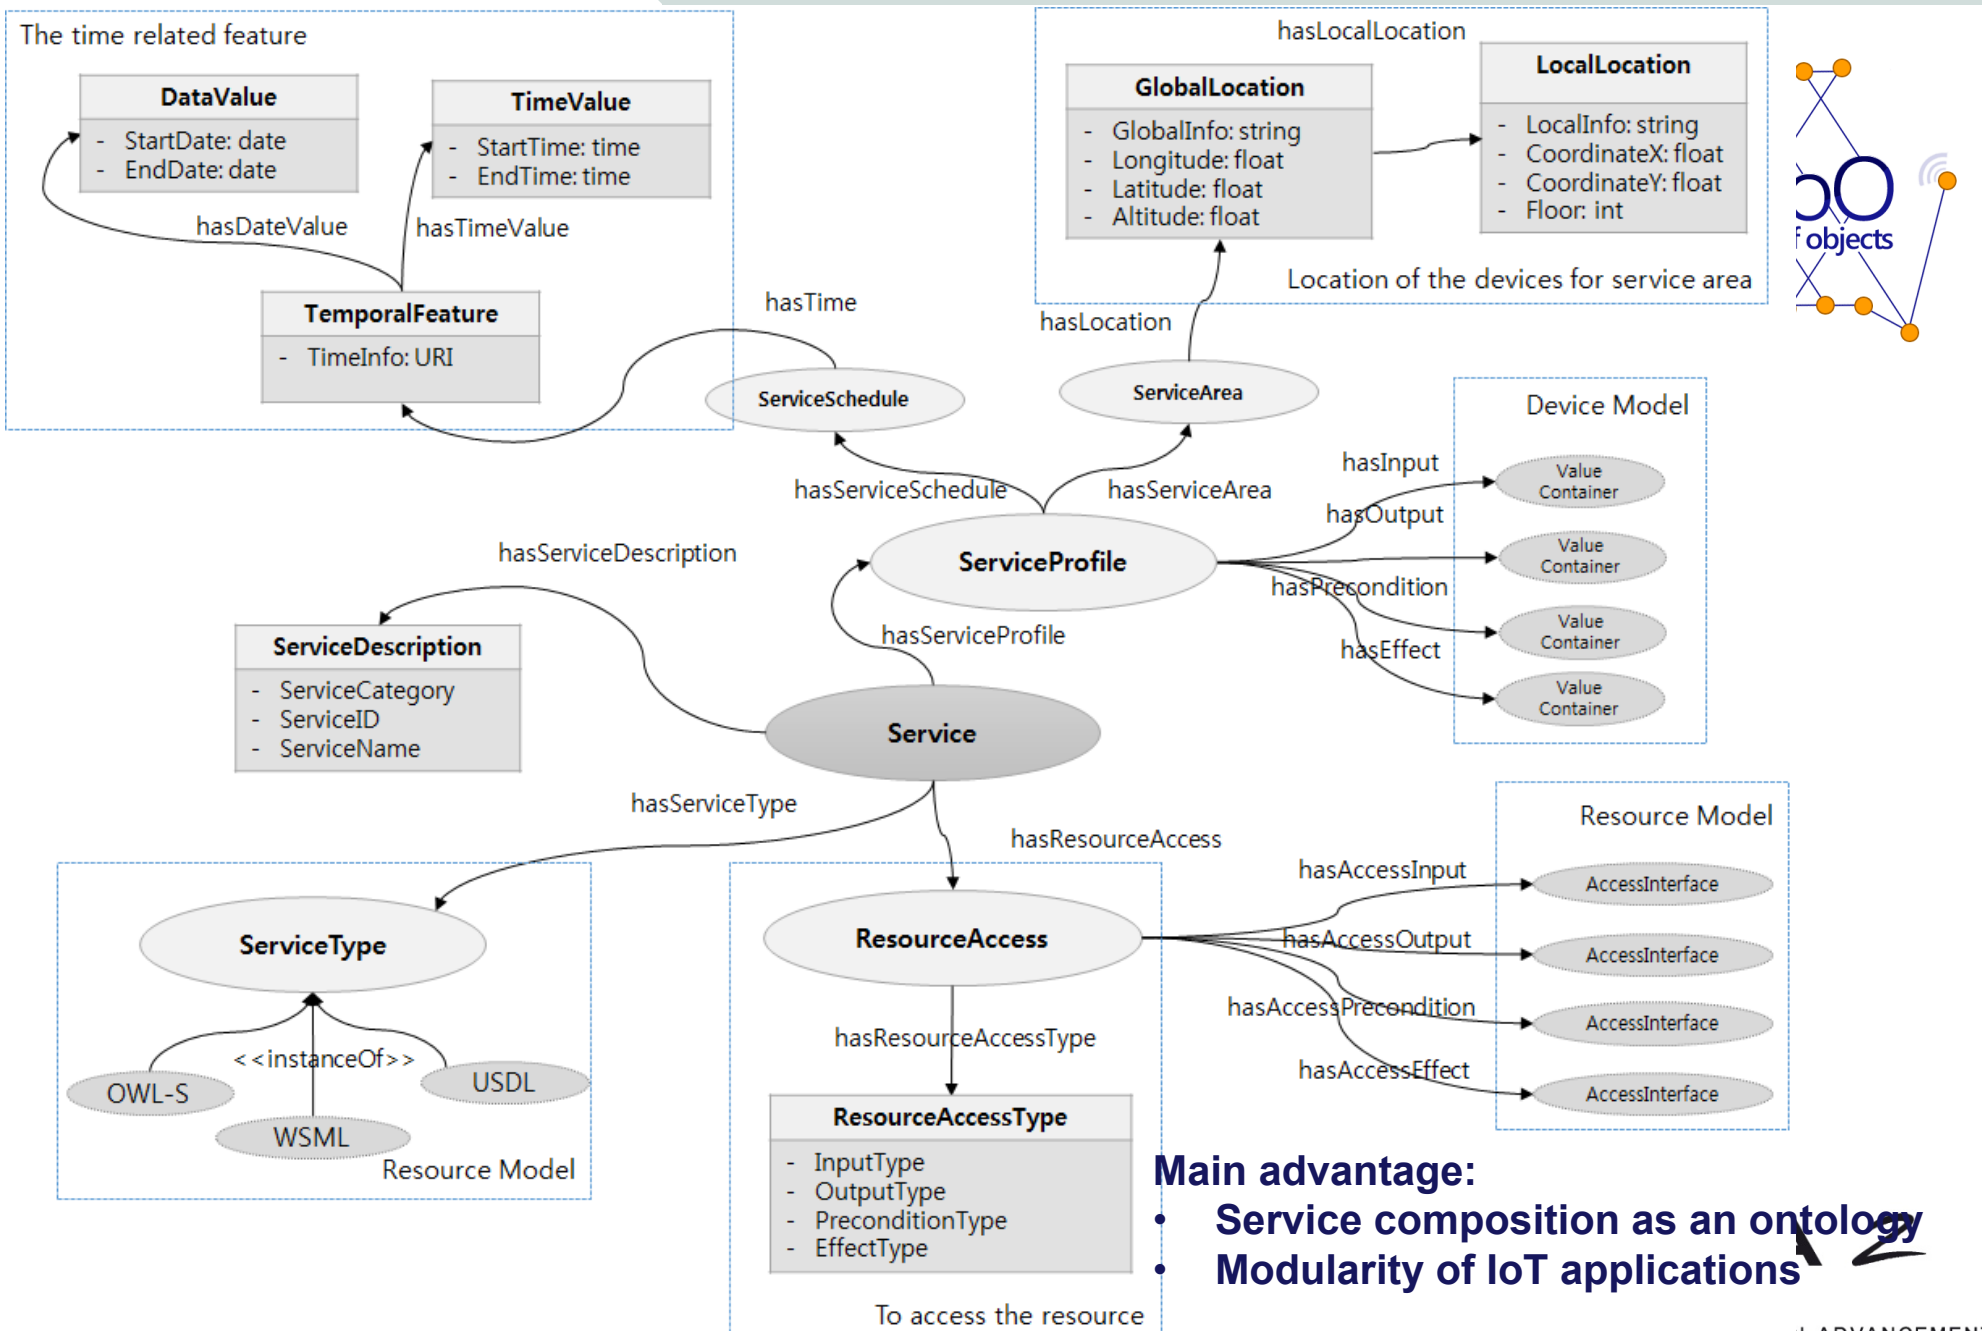 The time related feature
DataValue
- StartDate: date
- EndDate: date
TimeValue
- StartTime: time
- EndTime: time
hasDateValue
hasTimeValue
TemporalFeature
- TimeInfo: URI
hasTime
ServiceSchedule
hasLocalLocation
GlobalLocation
- GlobalInfo: string
- Longitude: float
- Latitude: float
- Altitude: float
LocalLocation
- LocalInfo: string
- CoordinateX: float
- CoordinateY: float
- Floor: int
Location of the devices for service area
hasLocation
ServiceArea
f objects
hasServiceSchedule
hasServiceArea
ServiceProfile
Device Model
hasInput
Value
Container
hasOutput
Value
Container
hasPrecondition
Value
Container
hasEffect
Value
Container
hasServiceDescription
hasServiceProfile
ServiceDescription
- ServiceCategory
- ServiceID
- ServiceName
Service
hasServiceType
hasResourceAccess
ServiceType
<<instanceOf>>
OWL-S
WSML
USDL
Resource Model
ResourceAccess
hasResourceAccessType
ResourceAccessType
- InputType
- OutputType
- PreconditionType
- EffectType
To access the resource
Resource Model
hasAccessInput
AccessInterface
hasAccessOutput
AccessInterface
hasAccessPrecondition
AccessInterface
hasAccessEffect
AccessInterface
Main advantage:
• Service composition as an ontology
• Modularity of IoT applications